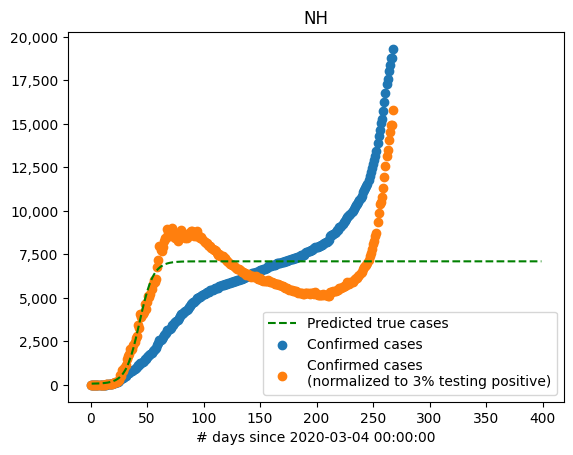 NH
20,000
17,500
15,000
12,500
10,000
7,500
5,000
2,500
0
Predicted true cases
Confirmed cases
Confirmed cases
(normalized to 3% testing positive)
0 50 100 150 200 250 300 350 400
# days since 2020-03-04 00:00:00